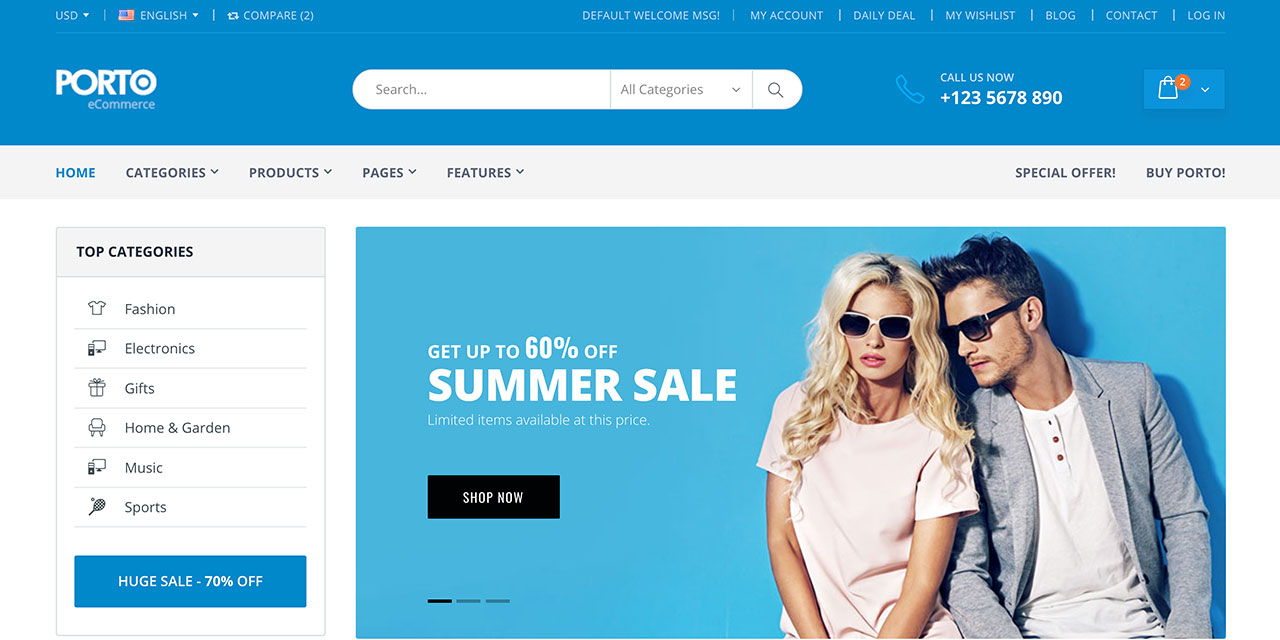 USD | ENGLISH | COMPARE (2) DEFAULT WELCOME MSG! | MY ACCOUNT | DAILY DEAL | MY WISHLIST | BLOG | CONTACT | LOG IN
PORTO
eCommerce
Search...
All Categories
CALL US NOW
+123 5678 890
2
HOME CATEGORIES PRODUCTS PAGES FEATURES SPECIAL OFFER! BUY PORTO!
TOP CATEGORIES
Fashion
Electronics
Gifts
Home & Garden
Music
Sports
HUGE SALE - 70% OFF
GET UP TO 60% OFF
SUMMER SALE
Limited items available at this price.
SHOP NOW